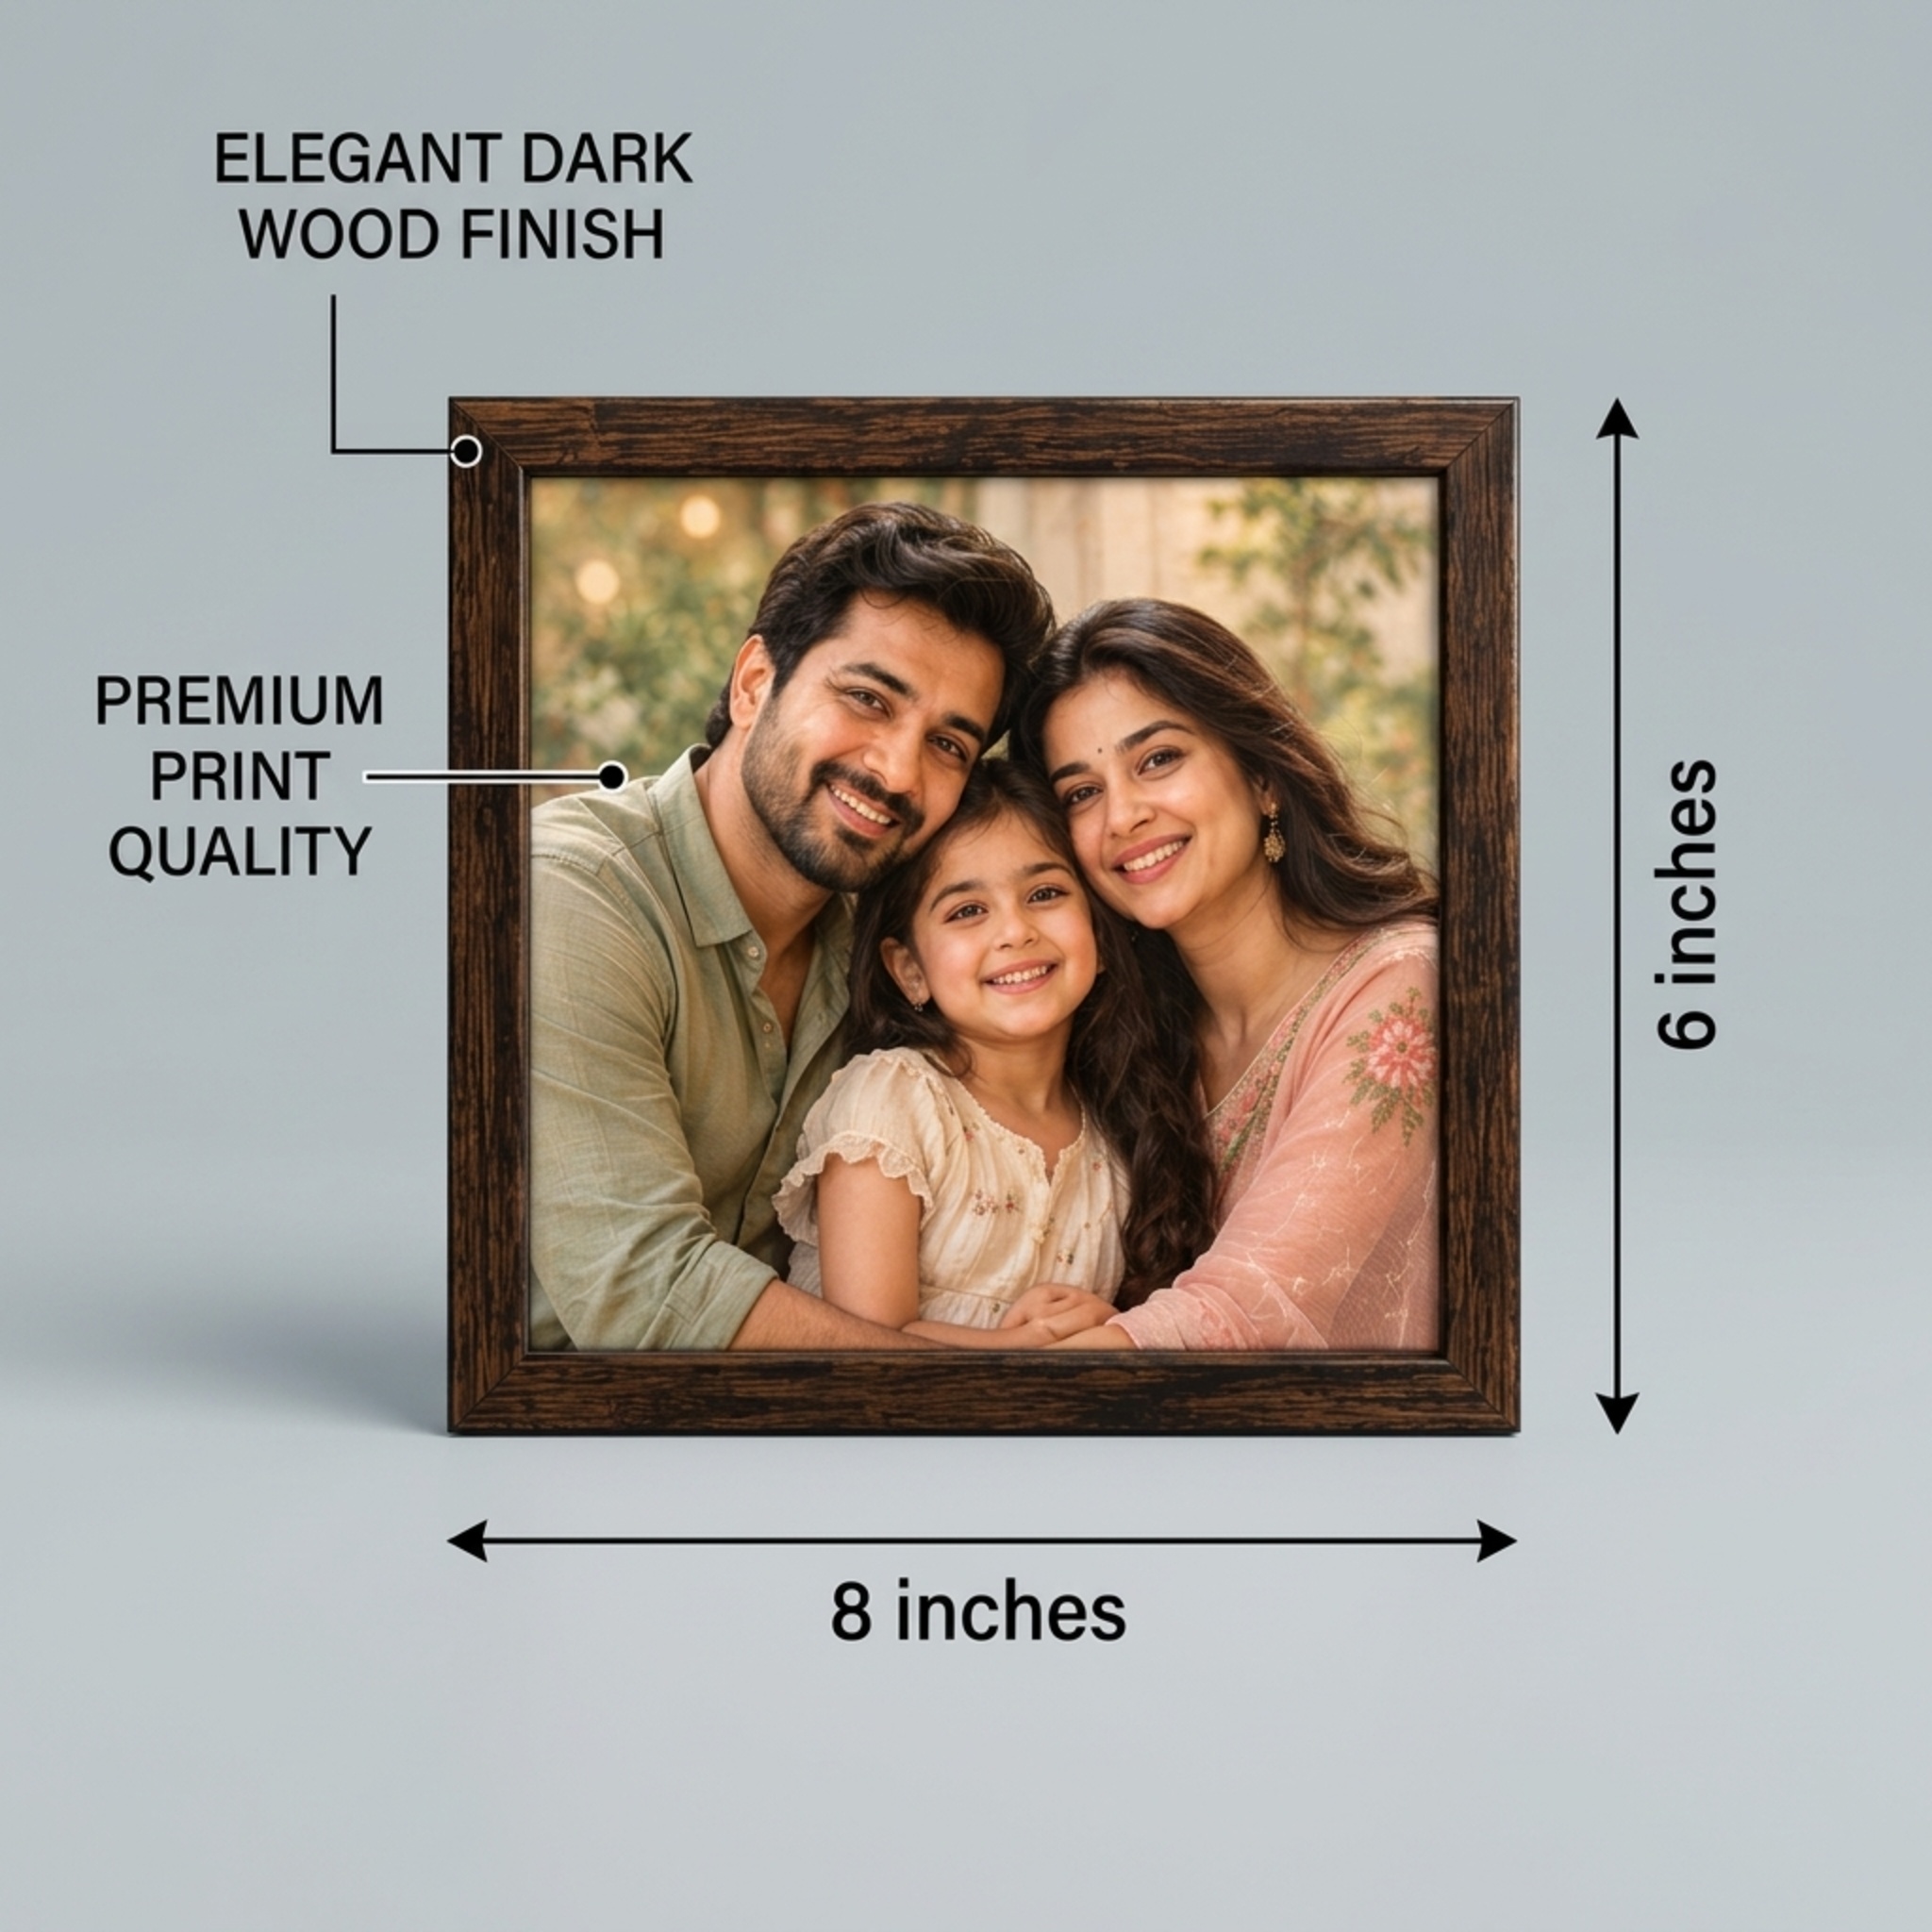 ELEGANT DARK
WOOD FINISH
PREMIUM
PRINT
QUALITY
6 inches
8 inches